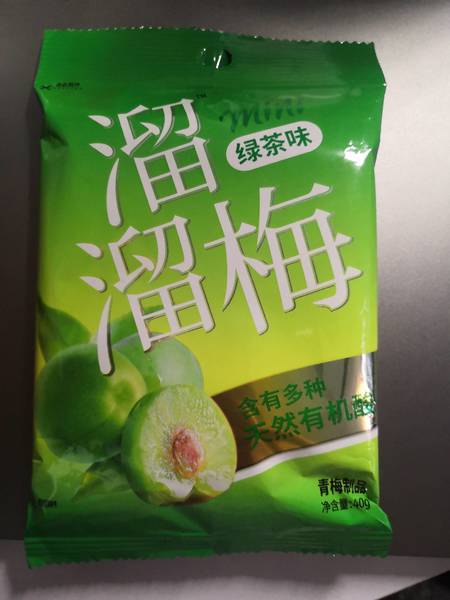 mini
绿茶味
溜
溜梅
TM
含有多种
天然有机酸
青梅制品
净含量:40g